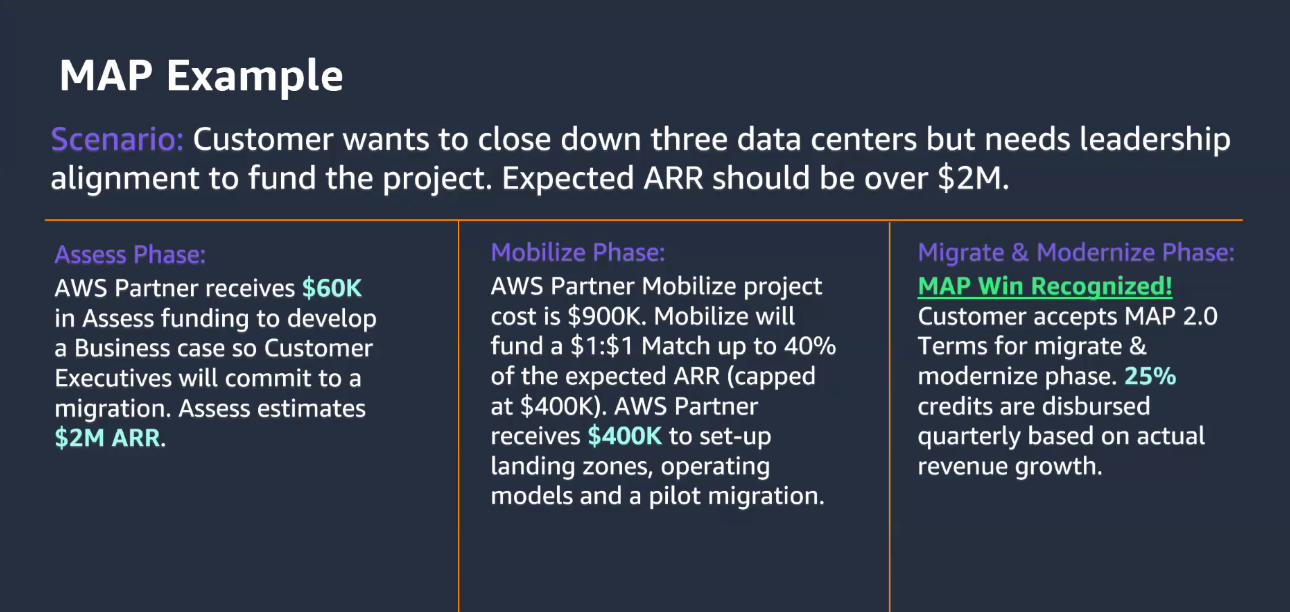 MAP Example
Scenario: Customer wants to close down three data centers but needs leadership
alignment to fund the project. Expected ARR should be over $2M.
Assess Phase:
AWS Partner receives $60K
in Assess funding to develop
a Business case so Customer
Executives will commit to a
migration. Assess estimates
$2M ARR.
Mobilize Phase:
AWS Partner Mobilize project
cost is $900K. Mobilize will
fund a $1:$1 Match up to 40%
of the expected ARR (capped
at $400K). AWS Partner
receives $400K to set-up
landing zones, operating
models and a pilot migration.
Migrate & Modernize Phase:
MAP Win Recognized!
Customer accepts MAP 2.0
Terms for migrate &
modernize phase. 25%
credits are disbursed
quarterly based on actual
revenue growth.